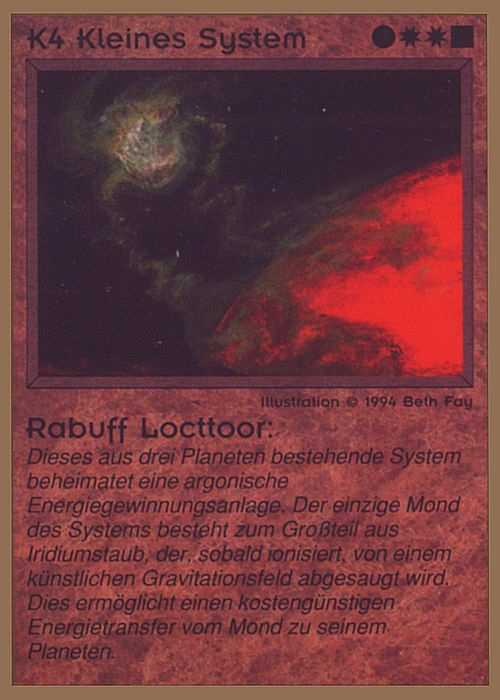 K4 Kleines System
Illustration © 1994 Beth Fay
Rabuff Locttoor:
Dieses aus drei Planeten bestehende System
beheimatet eine argonische
Energiegewinnungsanlage. Der einzige Mond
des Systems besteht zum Großteil aus
Iridiumstaub, der, sobald ionisiert, von einem
künstlichen Gravitationsfeld abgesaugt wird.
Dies ermöglicht einen kostengünstigen
Energietransfer vom Mond zu seinem
Planeten.